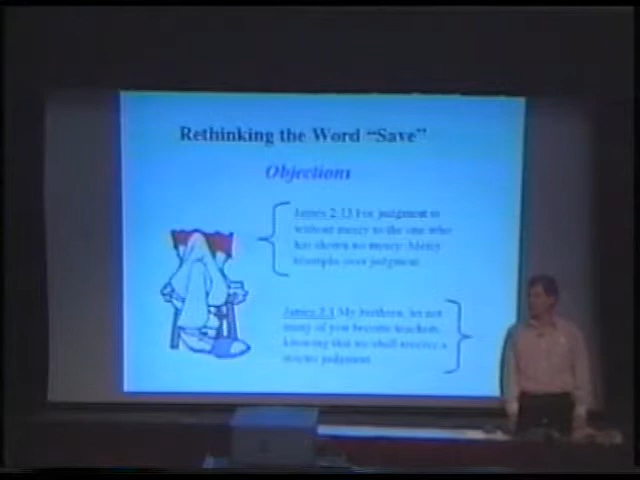 Rethinking the Word "Save"
Objections
James 2:13 For judgment is
without mercy to the one who
has shown no mercy. Mercy
triumphs over judgment.
James 3:1 My brethren, let not
many of you become teachers,
knowing that we shall receive a
stricter judgment.